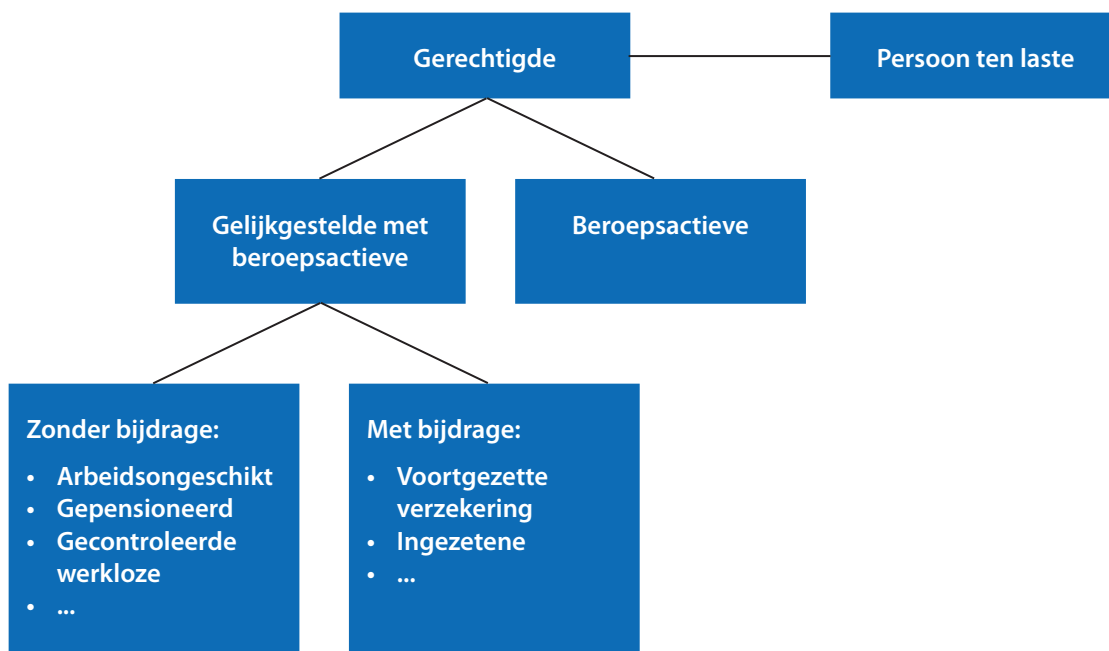 Gerechtigde
Persoon ten laste
Gelijkgestelde met
beroepsactieve
Beroepsactieve
Zonder bijdrage:
• Arbeidsongeschikt
• Gepensioneerd
• Gecontroleerde
werkloze
• ...
Met bijdrage:
• Voortgezette
verzekering
• Ingezetene
• ...